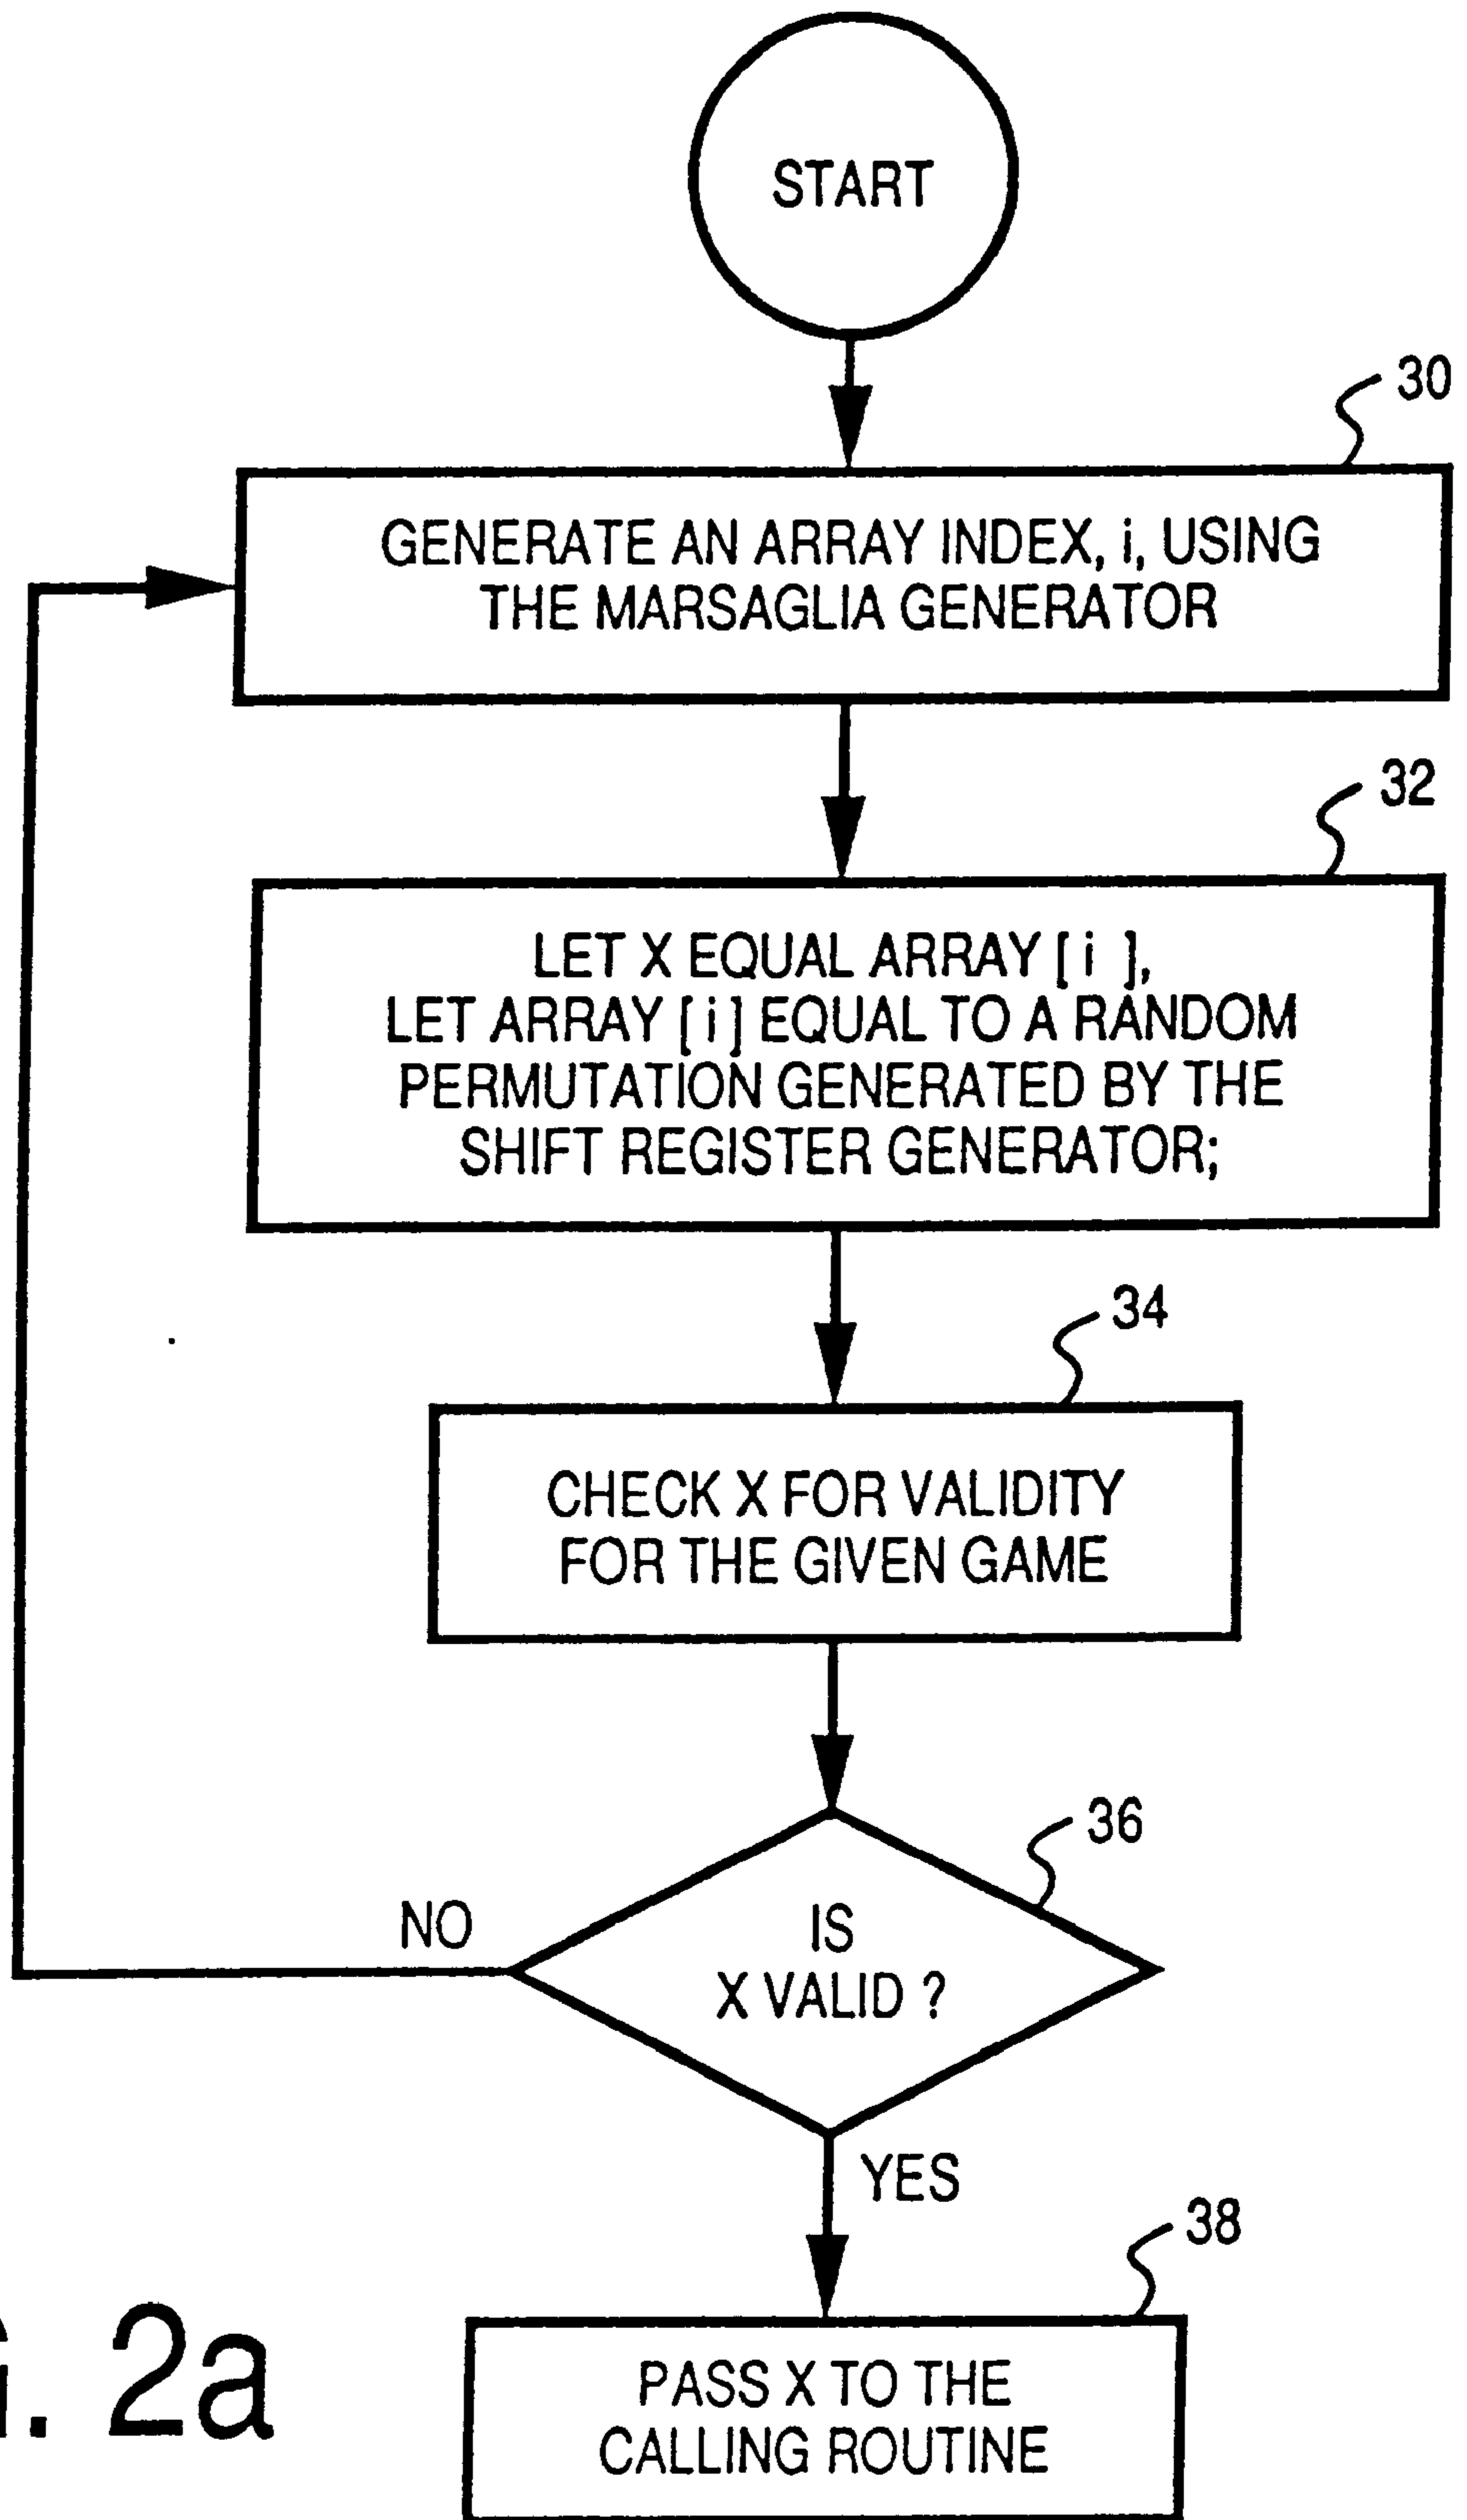 START
30
GENERATE AN ARRAY INDEX, i, USING
THE MARSAGLIA GENERATOR
32
LET X EQUAL ARRAY [ i ],
LET ARRAY [ i ] EQUAL TO A RANDOM
PERMUTATION GENERATED BY THE
SHIFT REGISTER GENERATOR;
34
CHECK X FOR VALIDITY
FOR THE GIVEN GAME
36
NO
IS
X VALID ?
YES
38
PASS X TO THE
CALLING ROUTINE
. 2a